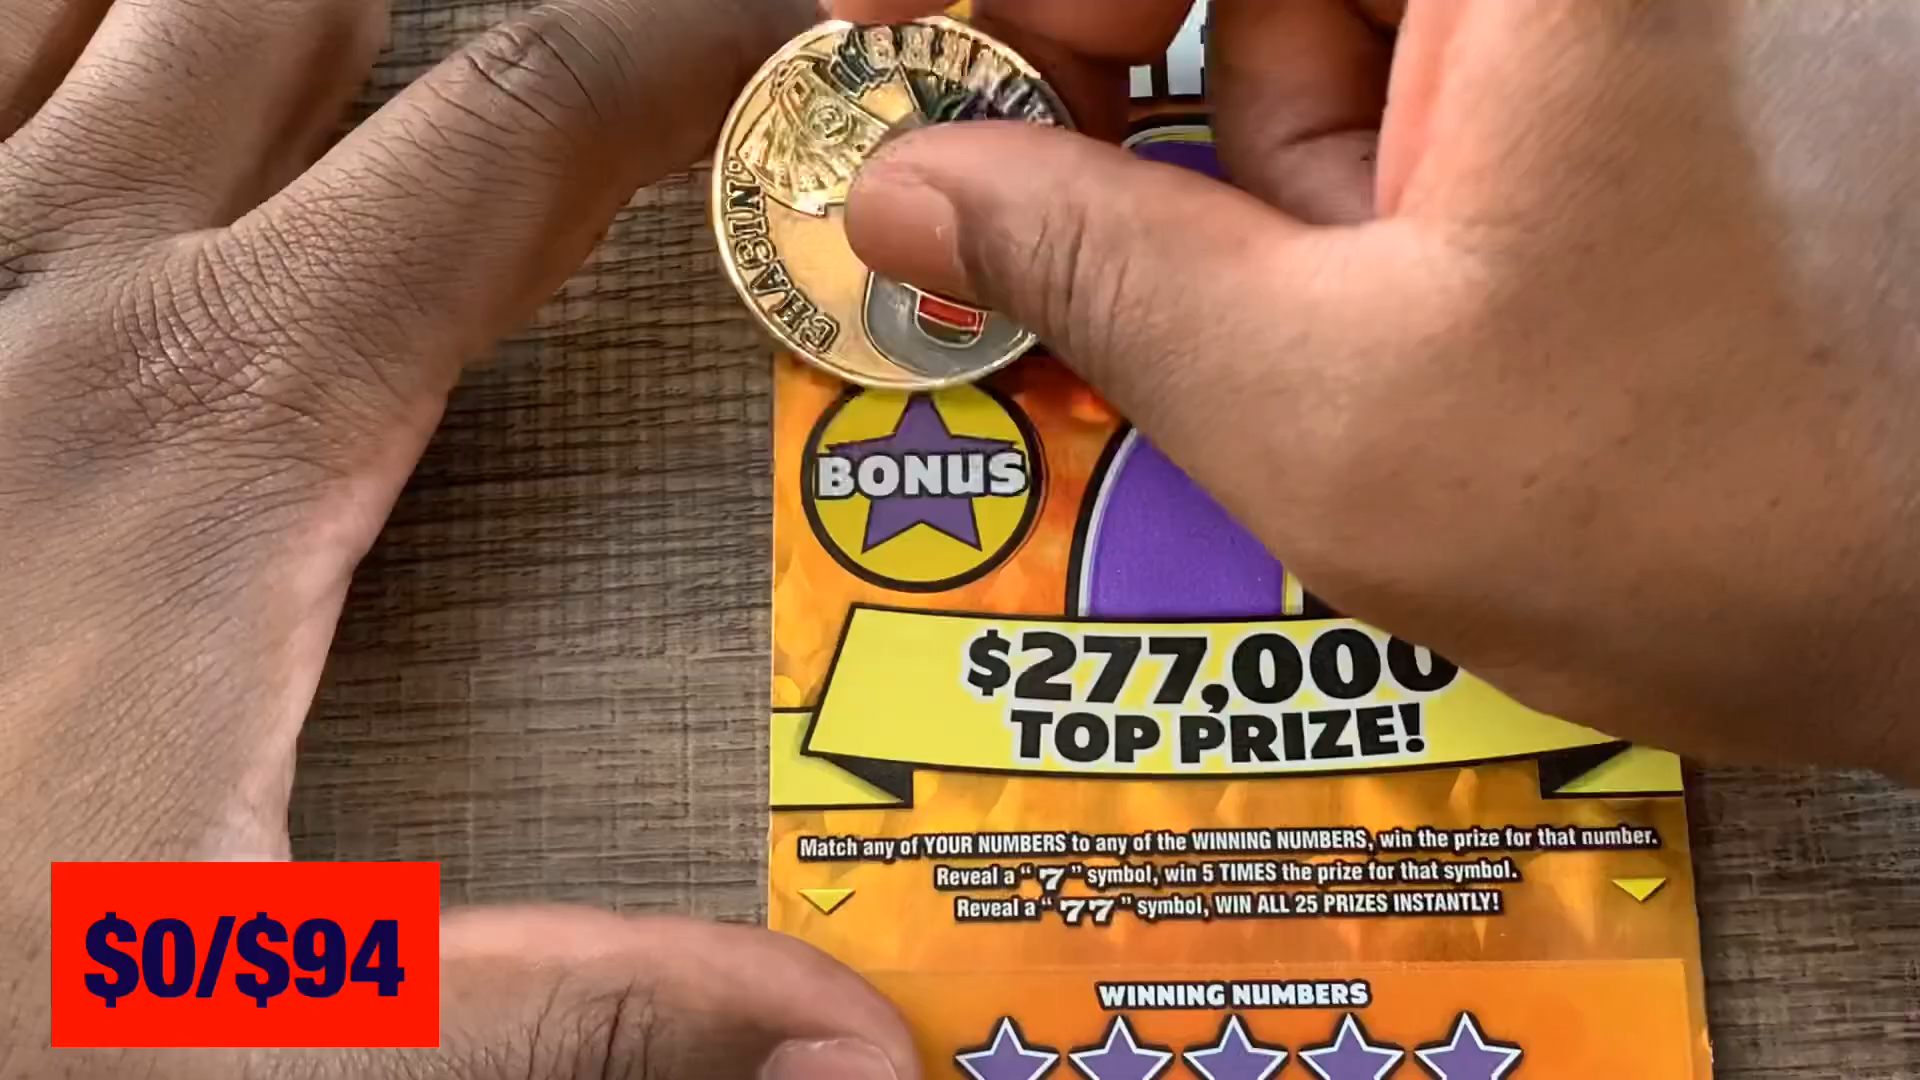 CHASIN'
BONUS
$277,000
TOP PRIZE!
Match any of YOUR NUMBERS to any of the WINNING NUMBERS, win the prize for that number.
Reveal a "7" symbol, win 5 TIMES the prize for that symbol.
Reveal a "77" symbol, WIN ALL 25 PRIZES INSTANTLY!
$0/$94
WINNING NUMBERS